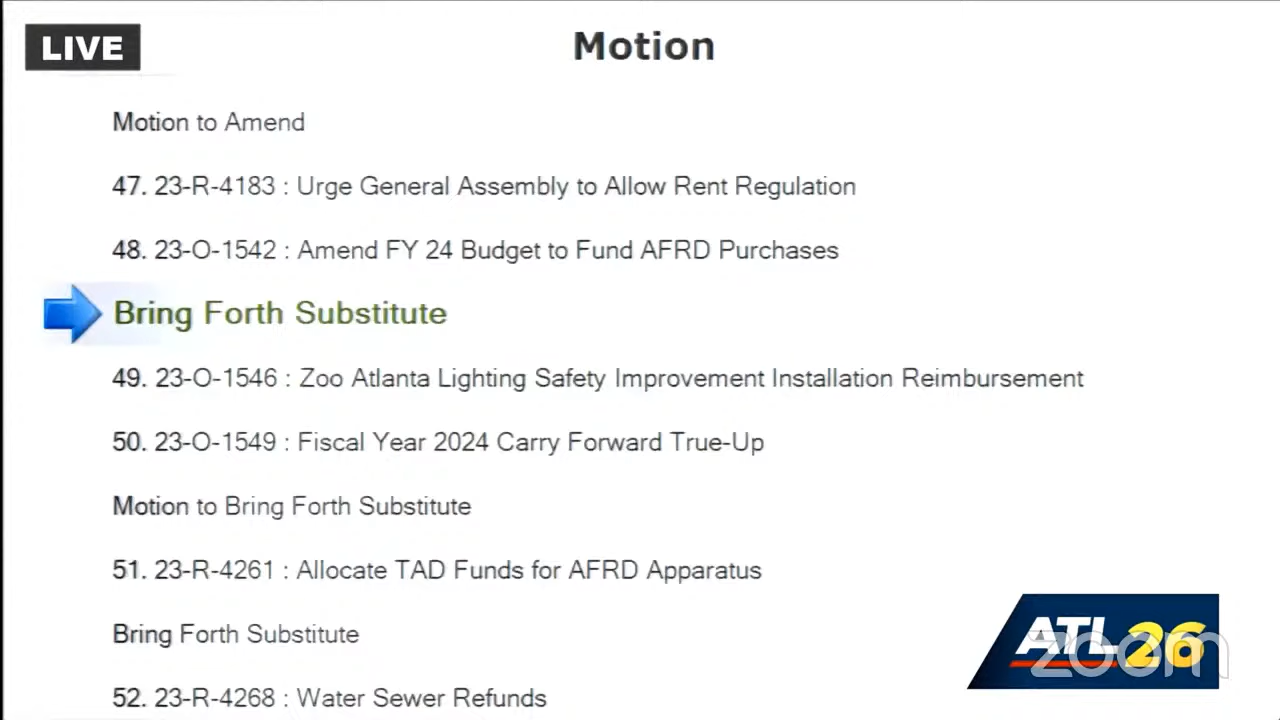 LIVE
Motion
Motion to Amend
47. 23-R-4183 : Urge General Assembly to Allow Rent Regulation
48. 23-O-1542 : Amend FY 24 Budget to Fund AFRD Purchases
Bring Forth Substitute
49. 23-O-1546 : Zoo Atlanta Lighting Safety Improvement Installation Reimbursement
50. 23-O-1549 : Fiscal Year 2024 Carry Forward True-Up
Motion to Bring Forth Substitute
51. 23-R-4261 : Allocate TAD Funds for AFRD Apparatus
Bring Forth Substitute
52. 23-R-4268 : Water Sewer Refunds
ATL 26
zoom